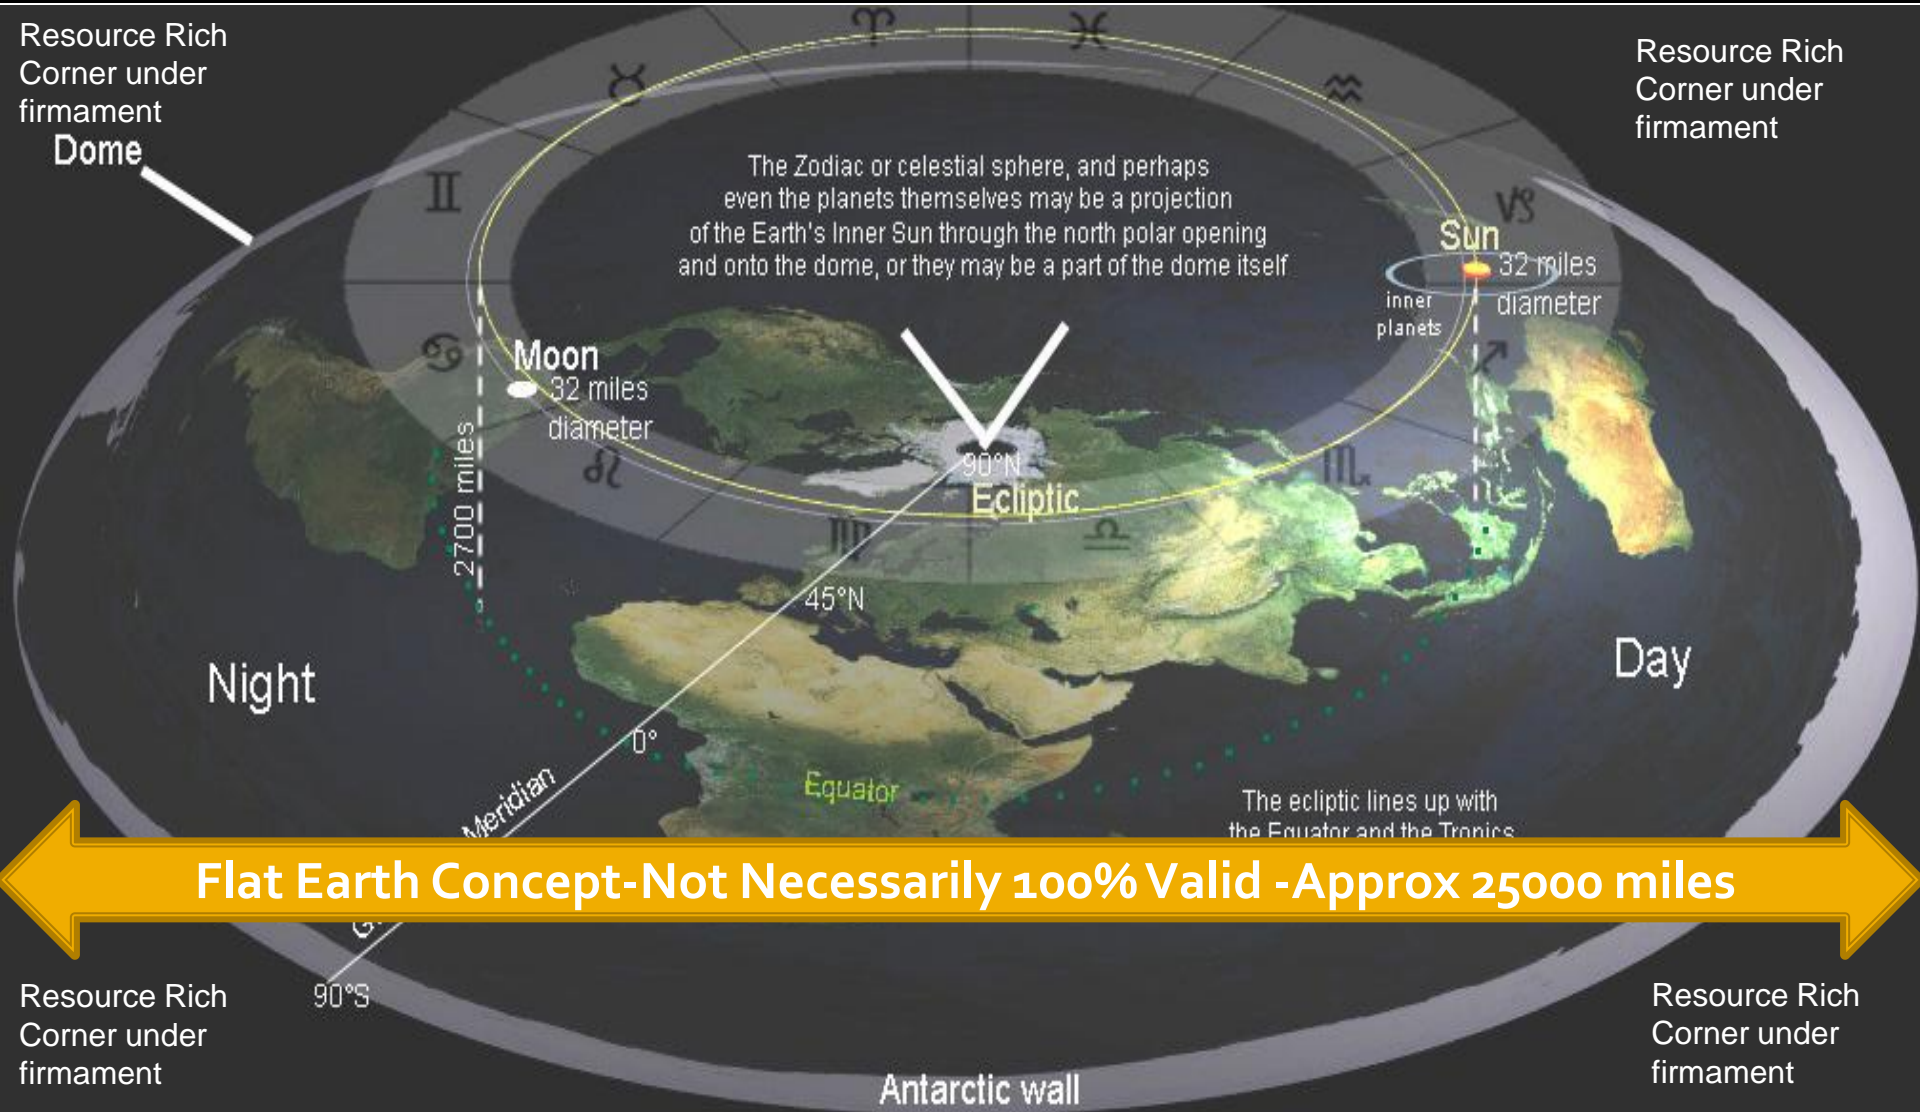 Resource Rich
Corner under
firmament
Dome
Resource Rich
Corner under
firmament
The Zodiac or celestial sphere, and perhaps
even the planets themselves may be a projection
of the Earth's Inner Sun through the north polar opening
and onto the dome, or they may be a part of the dome itself
Sun
32 miles
diameter
inner
planets
Moon
32 miles
diameter
2700 miles
90°N
Ecliptic
45°N
Night
Day
0°
Equator
Meridian
The ecliptic lines up with
the Equator and the Tropics
Flat Earth Concept-Not Necessarily 100% Valid -Approx 25000 miles
90°S
Resource Rich
Corner under
firmament
Resource Rich
Corner under
firmament
Antarctic wall